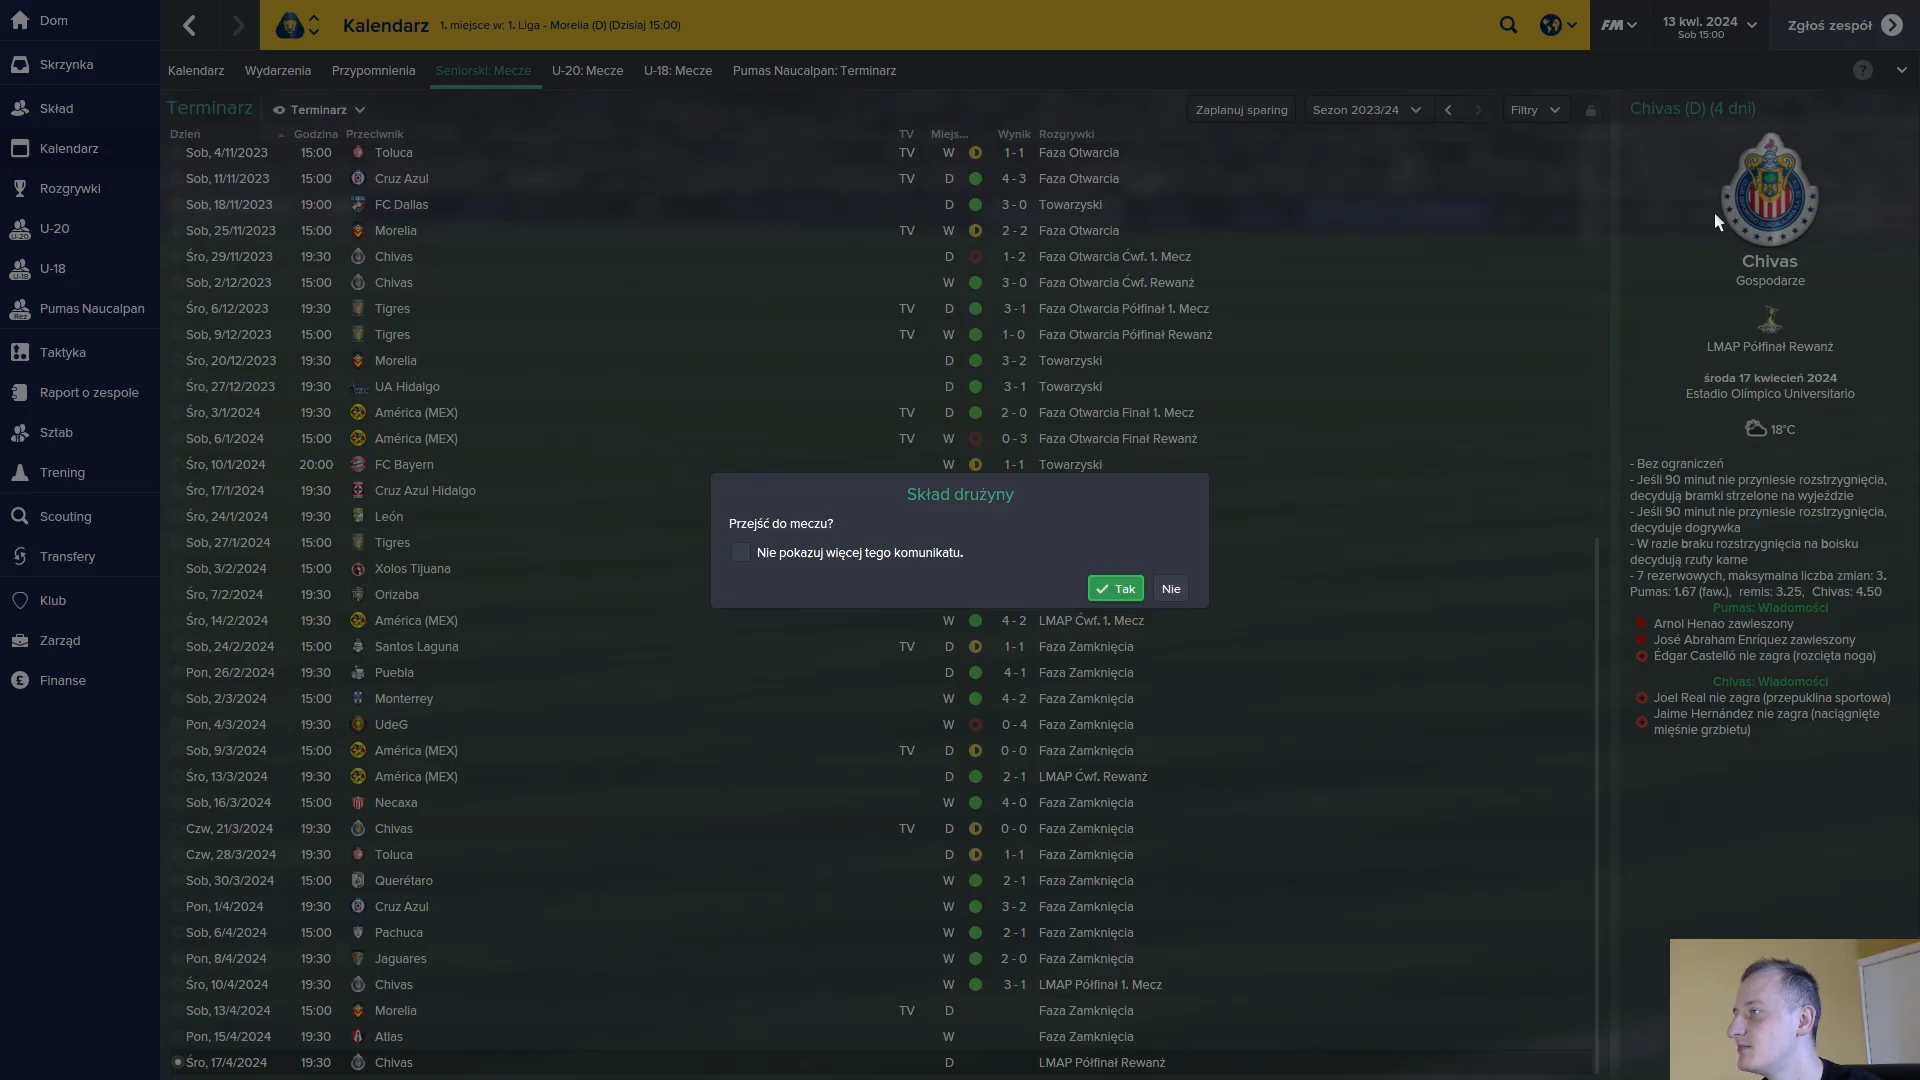 Dom
Skrzynka
Skład
Kalendarz
Rozgrywki
U-20
U-18
Pumas Naucalpan
Taktyka
Raport o zespole
Sztab
Trening
Scouting
Transfery
Klub
Zarząd
Finanse
Kalendarz 1. miejsce w: 1. Liga - Morelia (D) (Dzisiaj 15:00)
FM
13 kwi. 2024
Sob 15:00
Zgłoś zespół
Kalendarz Wydarzenia Przypomnienia Seniorski: Mecze U-20: Mecze U-18: Mecze Pumas Naucalpan: Terminarz
Terminarz Terminarz Zaplanuj sparing Sezon 2023/24 Filtry
Dzień Godzina Przeciwnik TV Miejs... Wynik Rozgrywki
Sob, 4/11/2023 15:00 Toluca TV W 1 - 1 Faza Otwarcia
Sob, 11/11/2023 15:00 Cruz Azul TV D 4 - 3 Faza Otwarcia
Sob, 18/11/2023 19:00 FC Dallas D 3 - 0 Towarzyski
Sob, 25/11/2023 15:00 Morelia TV W 2 - 2 Faza Otwarcia
Śro, 29/11/2023 19:30 Chivas D 1 - 2 Faza Otwarcia Ćwf. 1. Mecz
Sob, 2/12/2023 15:00 Chivas W 3 - 0 Faza Otwarcia Ćwf. Rewanż
Śro, 6/12/2023 19:30 Tigres TV D 3 - 1 Faza Otwarcia Półfinał 1. Mecz
Sob, 9/12/2023 15:00 Tigres TV W 1 - 0 Faza Otwarcia Półfinał Rewanż
Śro, 20/12/2023 19:30 Morelia D 3 - 2 Towarzyski
Śro, 27/12/2023 19:30 UA Hidalgo D 3 - 1 Towarzyski
Śro, 3/1/2024 19:30 América (MEX) TV D 2 - 0 Faza Otwarcia Finał 1. Mecz
Sob, 6/1/2024 15:00 América (MEX) TV W 0 - 3 Faza Otwarcia Finał Rewanż
Śro, 10/1/2024 20:00 FC Bayern W 1 - 1 Towarzyski
Śro, 17/1/2024 19:30 Cruz Azul Hidalgo
Śro, 24/1/2024 19:30 León
Sob, 27/1/2024 15:00 Tigres
Sob, 3/2/2024 15:00 Xolos Tijuana
Śro, 7/2/2024 19:30 Orizaba
Śro, 14/2/2024 19:30 América (MEX) W 4 - 2 LMAP Ćwf. 1. Mecz
Sob, 24/2/2024 15:00 Santos Laguna TV D 1 - 1 Faza Zamknięcia
Pon, 26/2/2024 19:30 Puebla D 4 - 1 Faza Zamknięcia
Sob, 2/3/2024 15:00 Monterrey W 4 - 2 Faza Zamknięcia
Pon, 4/3/2024 19:30 UdeG W 0 - 4 Faza Zamknięcia
Sob, 9/3/2024 15:00 América (MEX) TV D 0 - 0 Faza Zamknięcia
Śro, 13/3/2024 19:30 América (MEX) D 2 - 1 LMAP Ćwf. Rewanż
Sob, 16/3/2024 15:00 Necaxa W 4 - 0 Faza Zamknięcia
Czw, 21/3/2024 19:30 Chivas TV D 0 - 0 Faza Zamknięcia
Czw, 28/3/2024 19:30 Toluca D 1 - 1 Faza Zamknięcia
Sob, 30/3/2024 15:00 Querétaro W 2 - 1 Faza Zamknięcia
Pon, 1/4/2024 19:30 Cruz Azul W 3 - 2 Faza Zamknięcia
Sob, 6/4/2024 15:00 Pachuca W 2 - 1 Faza Zamknięcia
Pon, 8/4/2024 19:30 Jaguares W 2 - 0 Faza Zamknięcia
Śro, 10/4/2024 19:30 Chivas W 3 - 1 LMAP Półfinał 1. Mecz
Sob, 13/4/2024 15:00 Morelia TV D Faza Zamknięcia
Pon, 15/4/2024 19:30 Atlas W Faza Zamknięcia
Śro, 17/4/2024 19:30 Chivas D LMAP Półfinał Rewanż
Skład drużyny
Przejść do meczu?
Nie pokazuj więcej tego komunikatu.
Tak Nie
Chivas (D) (4 dni)
Chivas
Gospodarze
LMAP Półfinał Rewanż
środa 17 kwiecień 2024
Estadio Olímpico Universitario
18°C
- Bez ograniczeń
- Jeśli 90 minut nie przyniesie rozstrzygnięcia,
decydują bramki strzelone na wyjeździe
- Jeśli 90 minut nie przyniesie rozstrzygnięcia,
decyduje dogrywka
- W razie braku rozstrzygnięcia na boisku
decydują rzuty karne
- 7 rezerwowych, maksymalna liczba zmian: 3.
Pumas: 1.67 (faw.), remis: 3.25, Chivas: 4.50
Pumas: Wiadomości
Arnol Henao zawieszony
José Abraham Enríquez zawieszony
Édgar Castelló nie zagra (rozcięta noga)
Chivas: Wiadomości
Joel Real nie zagra (przepuklina sportowa)
Jaime Hernández nie zagra (naciągnięte
mięśnie grzbietu)